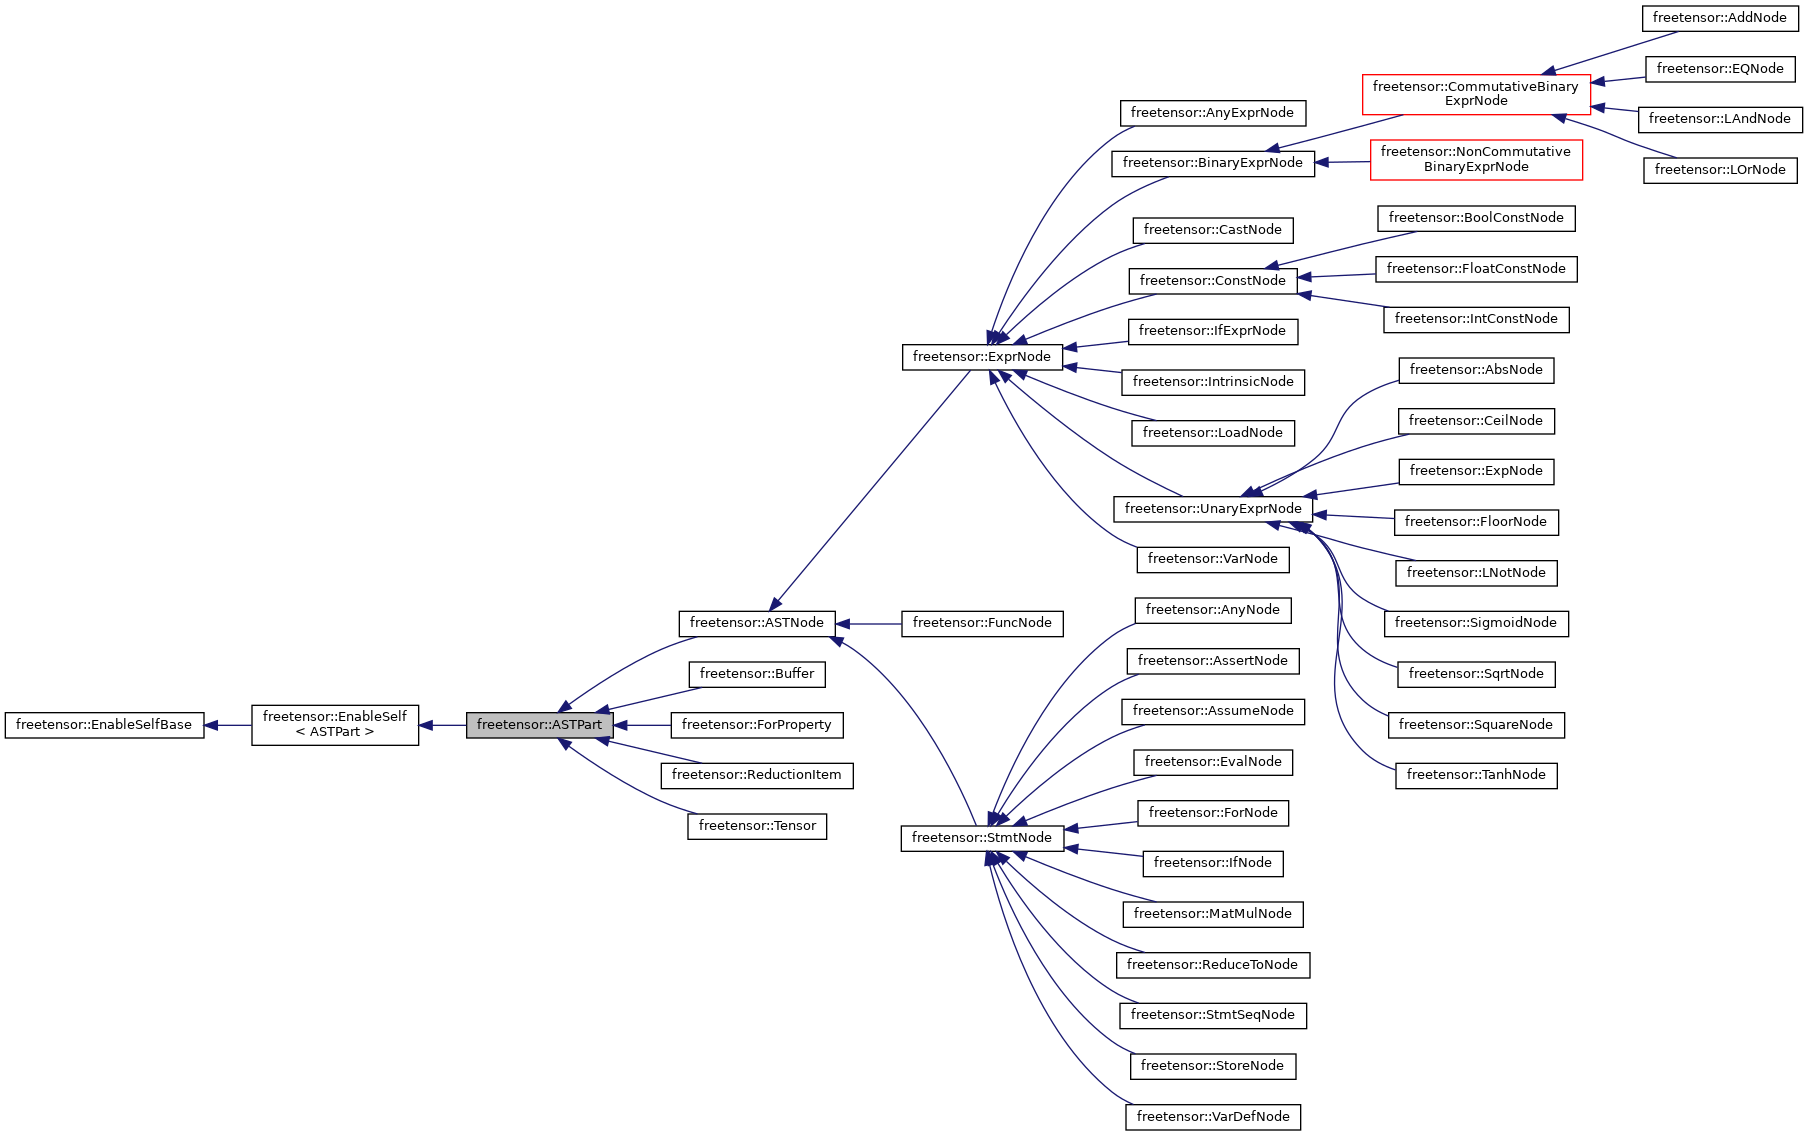 freetensor::EnableSelfBase
freetensor::EnableSelf
< ASTPart >
freetensor::ASTPart
freetensor::ASTNode
freetensor::Buffer
freetensor::ForProperty
freetensor::ReductionItem
freetensor::Tensor
freetensor::ExprNode
freetensor::FuncNode
freetensor::StmtNode
freetensor::AnyExprNode
freetensor::BinaryExprNode
freetensor::CastNode
freetensor::ConstNode
freetensor::IfExprNode
freetensor::IntrinsicNode
freetensor::LoadNode
freetensor::UnaryExprNode
freetensor::VarNode
freetensor::AnyNode
freetensor::AssertNode
freetensor::AssumeNode
freetensor::EvalNode
freetensor::ForNode
freetensor::IfNode
freetensor::MatMulNode
freetensor::ReduceToNode
freetensor::StmtSeqNode
freetensor::StoreNode
freetensor::VarDefNode
freetensor::CommutativeBinary
ExprNode
freetensor::NonCommutative
BinaryExprNode
freetensor::BoolConstNode
freetensor::FloatConstNode
freetensor::IntConstNode
freetensor::AbsNode
freetensor::CeilNode
freetensor::ExpNode
freetensor::FloorNode
freetensor::LNotNode
freetensor::SigmoidNode
freetensor::SqrtNode
freetensor::SquareNode
freetensor::TanhNode
freetensor::AddNode
freetensor::EQNode
freetensor::LAndNode
freetensor::LOrNode